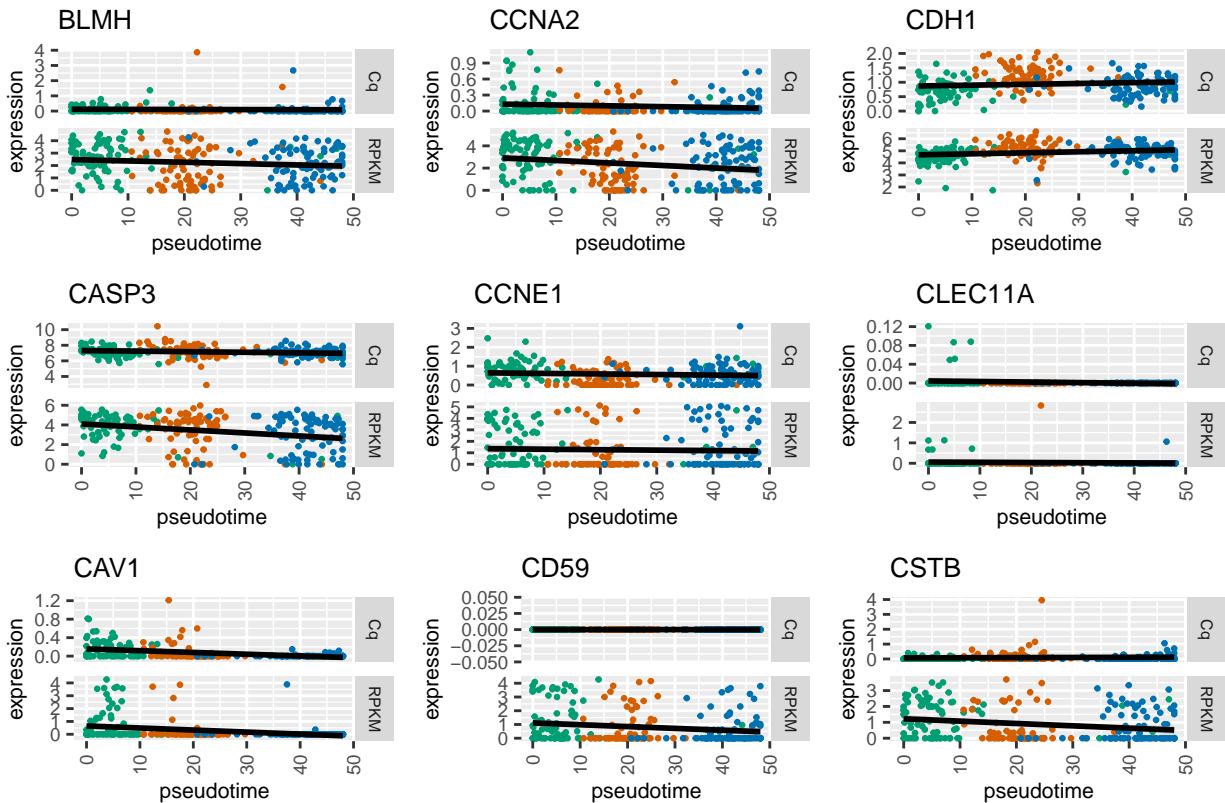 BLMH
CCNA2
CDH1
expression
4
3
2
1
0
Cq
4
3
2
1
0
RPKM
0
10
20
30
40
50
pseudotime
expression
0.9
0.6
0.3
0.0
Cq
4
2
0
RPKM
0
10
20
30
40
50
pseudotime
expression
2.0
1.5
1.0
0.5
0.0
Cq
6
5
4
3
2
RPKM
0
10
20
30
40
50
pseudotime
CASP3
CCNE1
CLEC11A
expression
10
8
6
4
Cq
6
4
2
0
RPKM
0
10
20
30
40
50
pseudotime
expression
3
2
1
0
Cq
5
4
3
2
1
0
RPKM
0
10
20
30
40
50
pseudotime
expression
0.12
0.08
0.04
0.00
Cq
2
1
0
RPKM
0
10
20
30
40
50
pseudotime
CAV1
CD59
CSTB
expression
1.2
0.8
0.4
0.0
Cq
4
3
2
1
0
RPKM
0
10
20
30
40
50
pseudotime
expression
0.050
0.025
0.000
−0.025
−0.050
Cq
4
3
2
1
0
RPKM
0
10
20
30
40
50
pseudotime
expression
4
3
2
1
0
Cq
3
2
1
0
RPKM
0
10
20
30
40
50
pseudotime